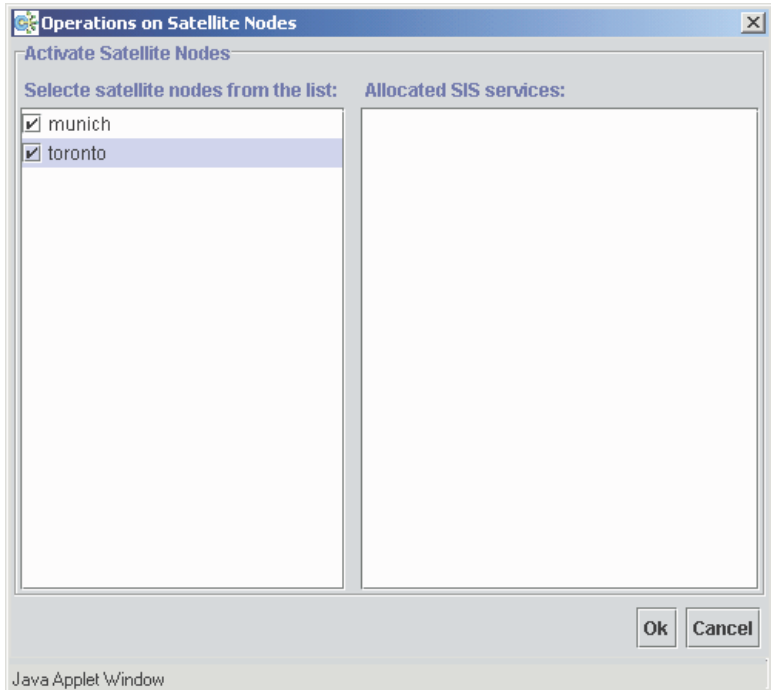 Operations on Satellite Nodes
Activate Satellite Nodes
Selecte satellite nodes from the list:
Allocated SIS services:
munich
toronto
Ok
Cancel
Java Applet Window